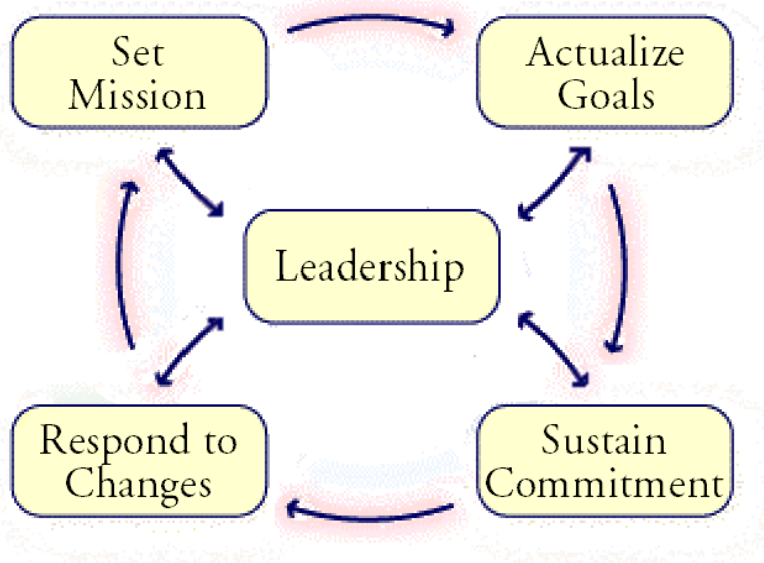 Set
Mission
Actualize
Goals
Leadership
Respond to
Changes
Sustain
Commitment